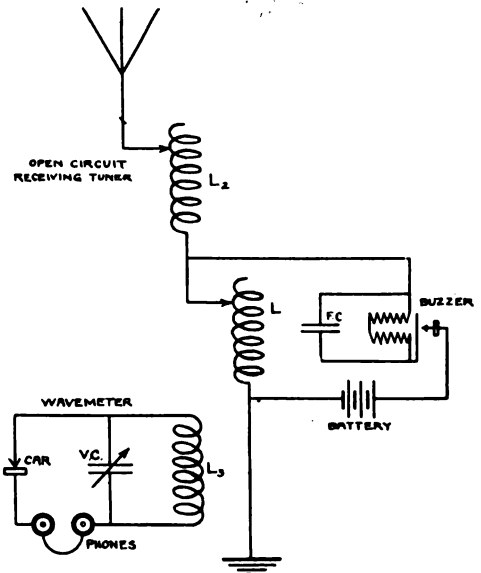 OPEN CIRCUIT
RECEIVING TUNER
L2
L
F.C
BUZZER
BATTERY
WAVEMETER
CAR
V.C.
L3
PHONES